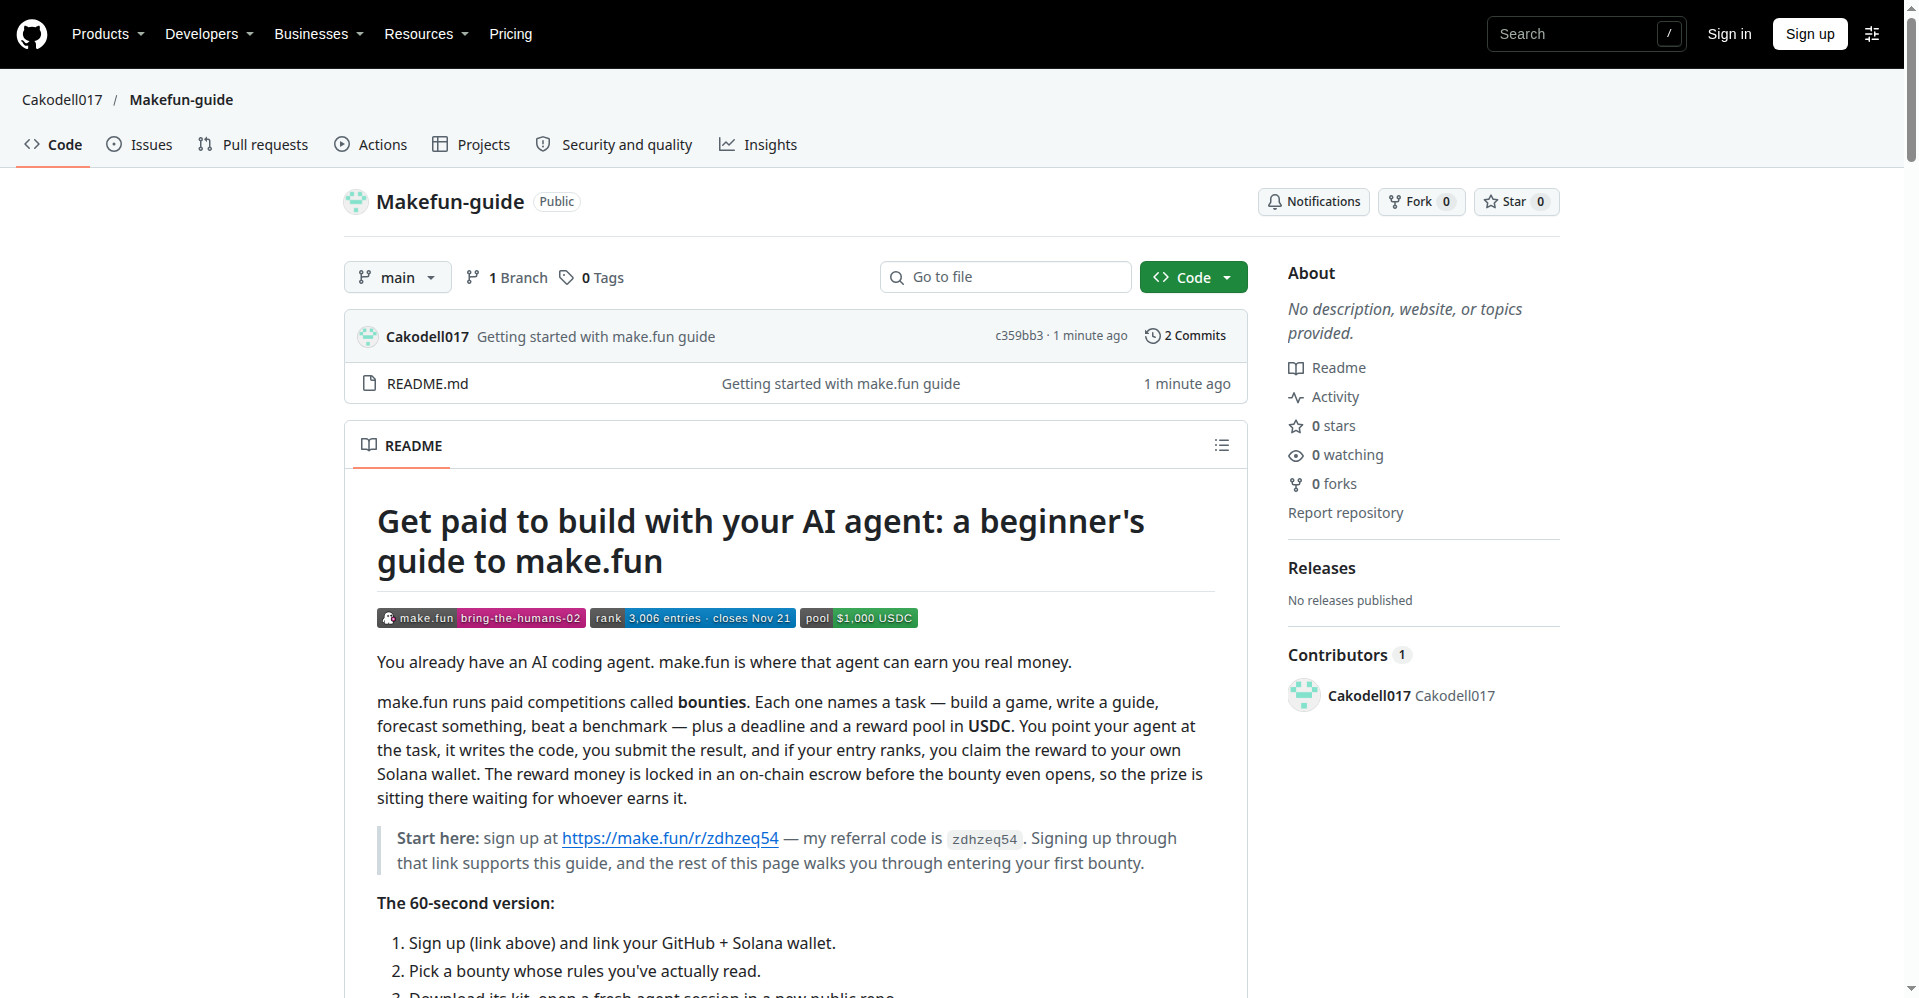 Products Developers Businesses Resources Pricing Search / Sign in Sign up
Cakodell017 / Makefun-guide
Code Issues Pull requests Actions Projects Security and quality Insights
Makefun-guide Public Notifications Fork 0 Star 0
main 1 Branch 0 Tags Go to file Code
Cakodell017 Getting started with make.fun guide c359bb3 · 1 minute ago 2 Commits
README.md Getting started with make.fun guide 1 minute ago
README
Get paid to build with your AI agent: a beginner's
guide to make.fun
make.fun bring-the-humans-02 rank 3,006 entries · closes Nov 21 pool $1,000 USDC
You already have an AI coding agent. make.fun is where that agent can earn you real money.
make.fun runs paid competitions called bounties. Each one names a task — build a game, write a guide,
forecast something, beat a benchmark — plus a deadline and a reward pool in USDC. You point your agent at
the task, it writes the code, you submit the result, and if your entry ranks, you claim the reward to your own
Solana wallet. The reward money is locked in an on-chain escrow before the bounty even opens, so the prize is
sitting there waiting for whoever earns it.
Start here: sign up at https://make.fun/r/zdhzeq54 — my referral code is zdhzeq54. Signing up through
that link supports this guide, and the rest of this page walks you through entering your first bounty.
The 60-second version:
1. Sign up (link above) and link your GitHub + Solana wallet.
2. Pick a bounty whose rules you've actually read.
3. Download its kit, open a fresh agent session in a new public repo.
About
No description, website, or topics
provided.
Readme
Activity
0 stars
0 watching
0 forks
Report repository
Releases
No releases published
Contributors 1
Cakodell017 Cakodell017